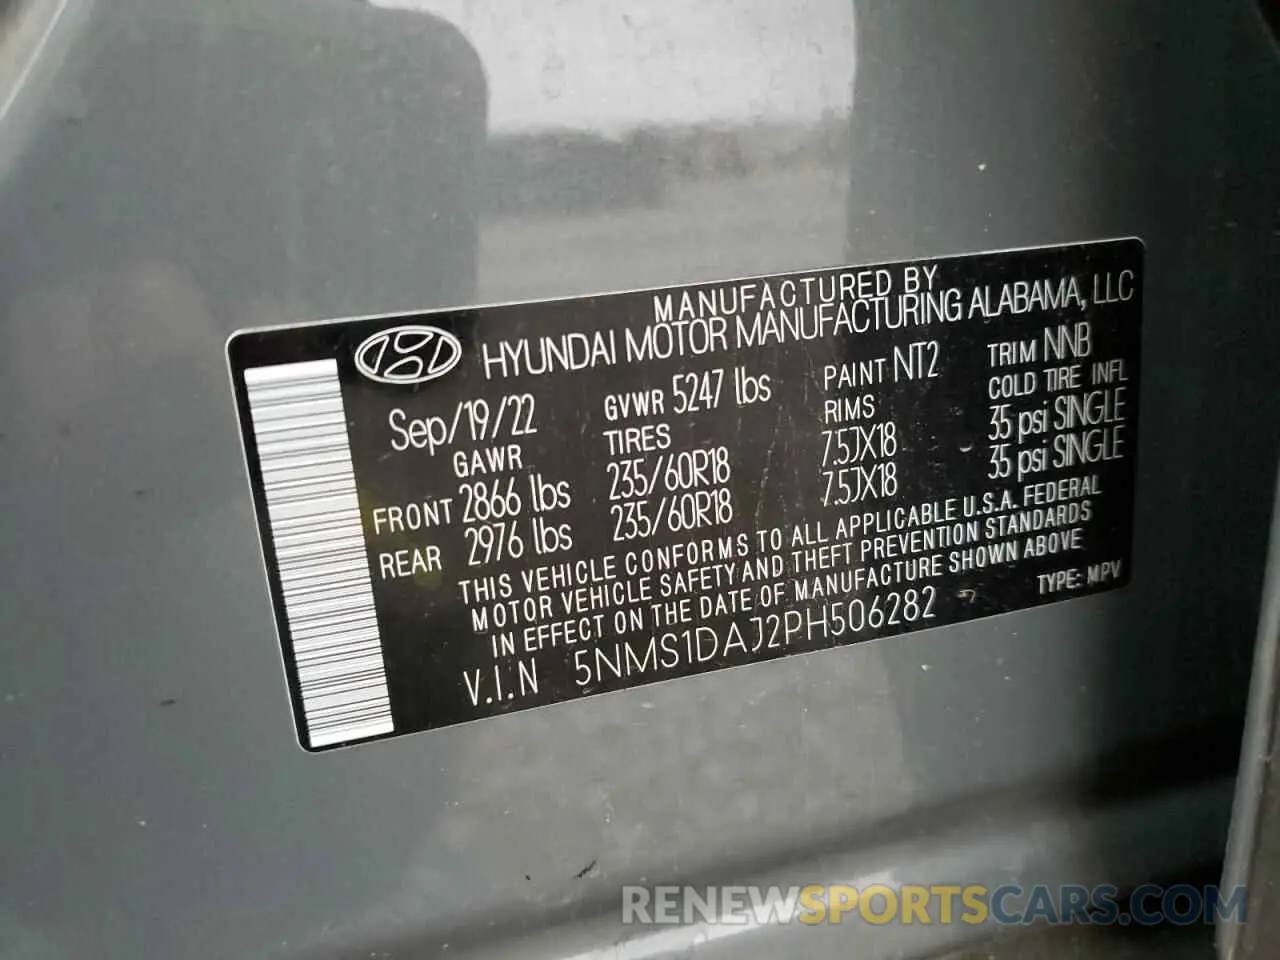 MANUFACTURED BY
HYUNDAI MOTOR MANUFACTURING ALABAMA, LLC
Sep/19/22 GVWR 5247 lbs PAINT NT2 TRIM NNB
GAWR TIRES RIMS COLD TIRE INFL
FRONT 2866 lbs 235/60R18 7.5JX18 35 psi SINGLE
REAR 2976 lbs 235/60R18 7.5JX18 35 psi SINGLE
THIS VEHICLE CONFORMS TO ALL APPLICABLE U.S.A. FEDERAL
MOTOR VEHICLE SAFETY AND THEFT PREVENTION STANDARDS
IN EFFECT ON THE DATE OF MANUFACTURE SHOWN ABOVE
V.I.N 5NMS1DAJ2PH506282 TYPE: MPV
RENEWSPORTSCARS.COM